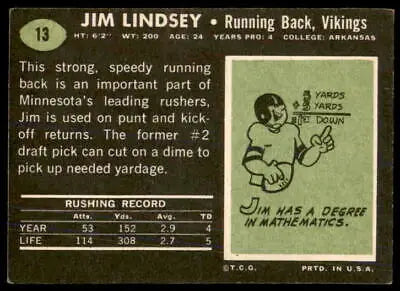 13
JIM LINDSEY • Running Back, Vikings
HT: 6'2" WT: 200 AGE: 24 YEARS PRO: 4 COLLEGE: ARKANSAS
This strong, speedy running
back is an important part of
Minnesota's leading rushers,
Jim is used on punt and kick-
off returns. The former #2
draft pick can cut on a dime to
pick up needed yardage.
RUSHING RECORD
Atts. Yds. Avg. TD
YEAR 53 152 2.9 4
LIFE 114 308 2.7 5
YARDS
YARDS
DOWN
JIM HAS A DEGREE
IN MATHEMATICS.
©T.C.G. PRTD. IN U.S.A.